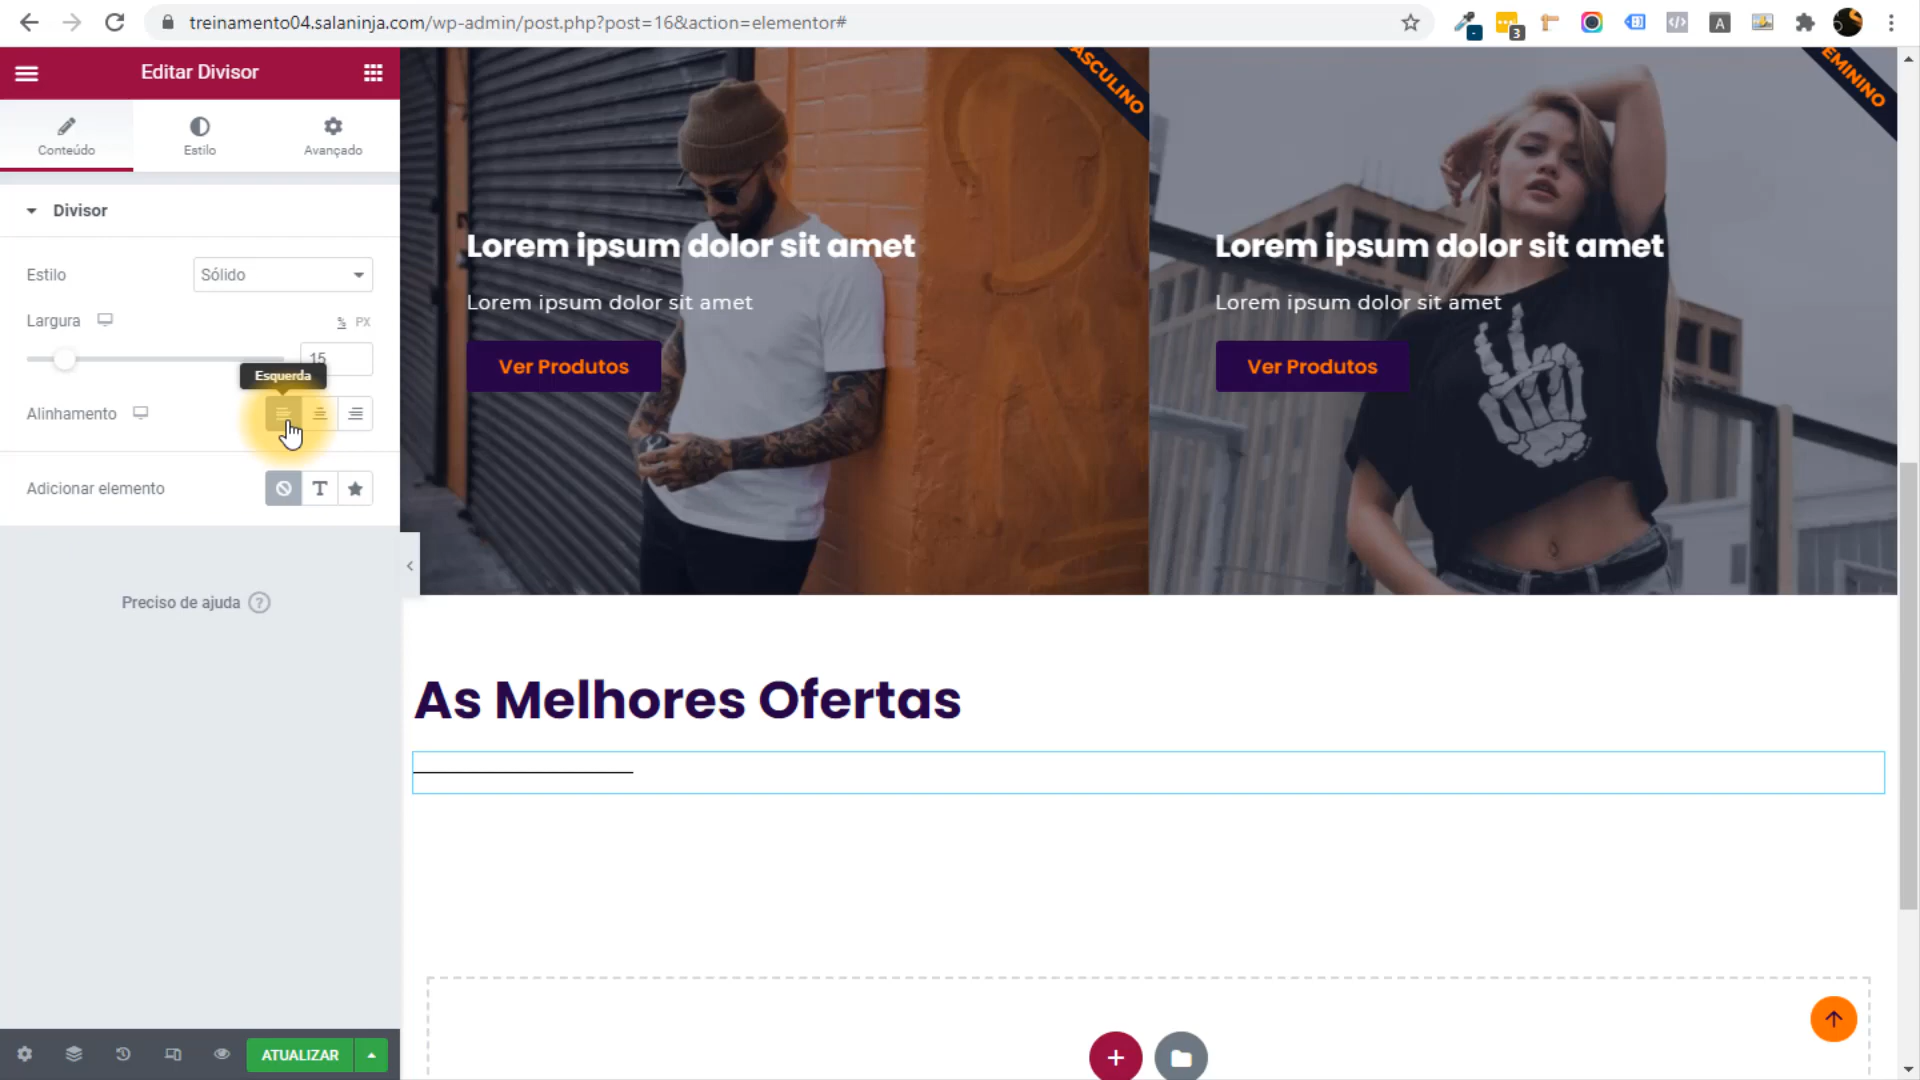 treinamento04.salaninja.com/wp-admin/post.php?post=16&action=elementor#
3
A
Editar Divisor
Conteúdo
Estilo
Avançado
Divisor
Estilo
Sólido
Largura
% PX
15
Esquerda
Alinhamento
Adicionar elemento
Preciso de ajuda ?
ATUALIZAR
ASCULINO
Lorem ipsum dolor sit amet
Lorem ipsum dolor sit amet
Ver Produtos
EMININO
Lorem ipsum dolor sit amet
Lorem ipsum dolor sit amet
Ver Produtos
As Melhores Ofertas